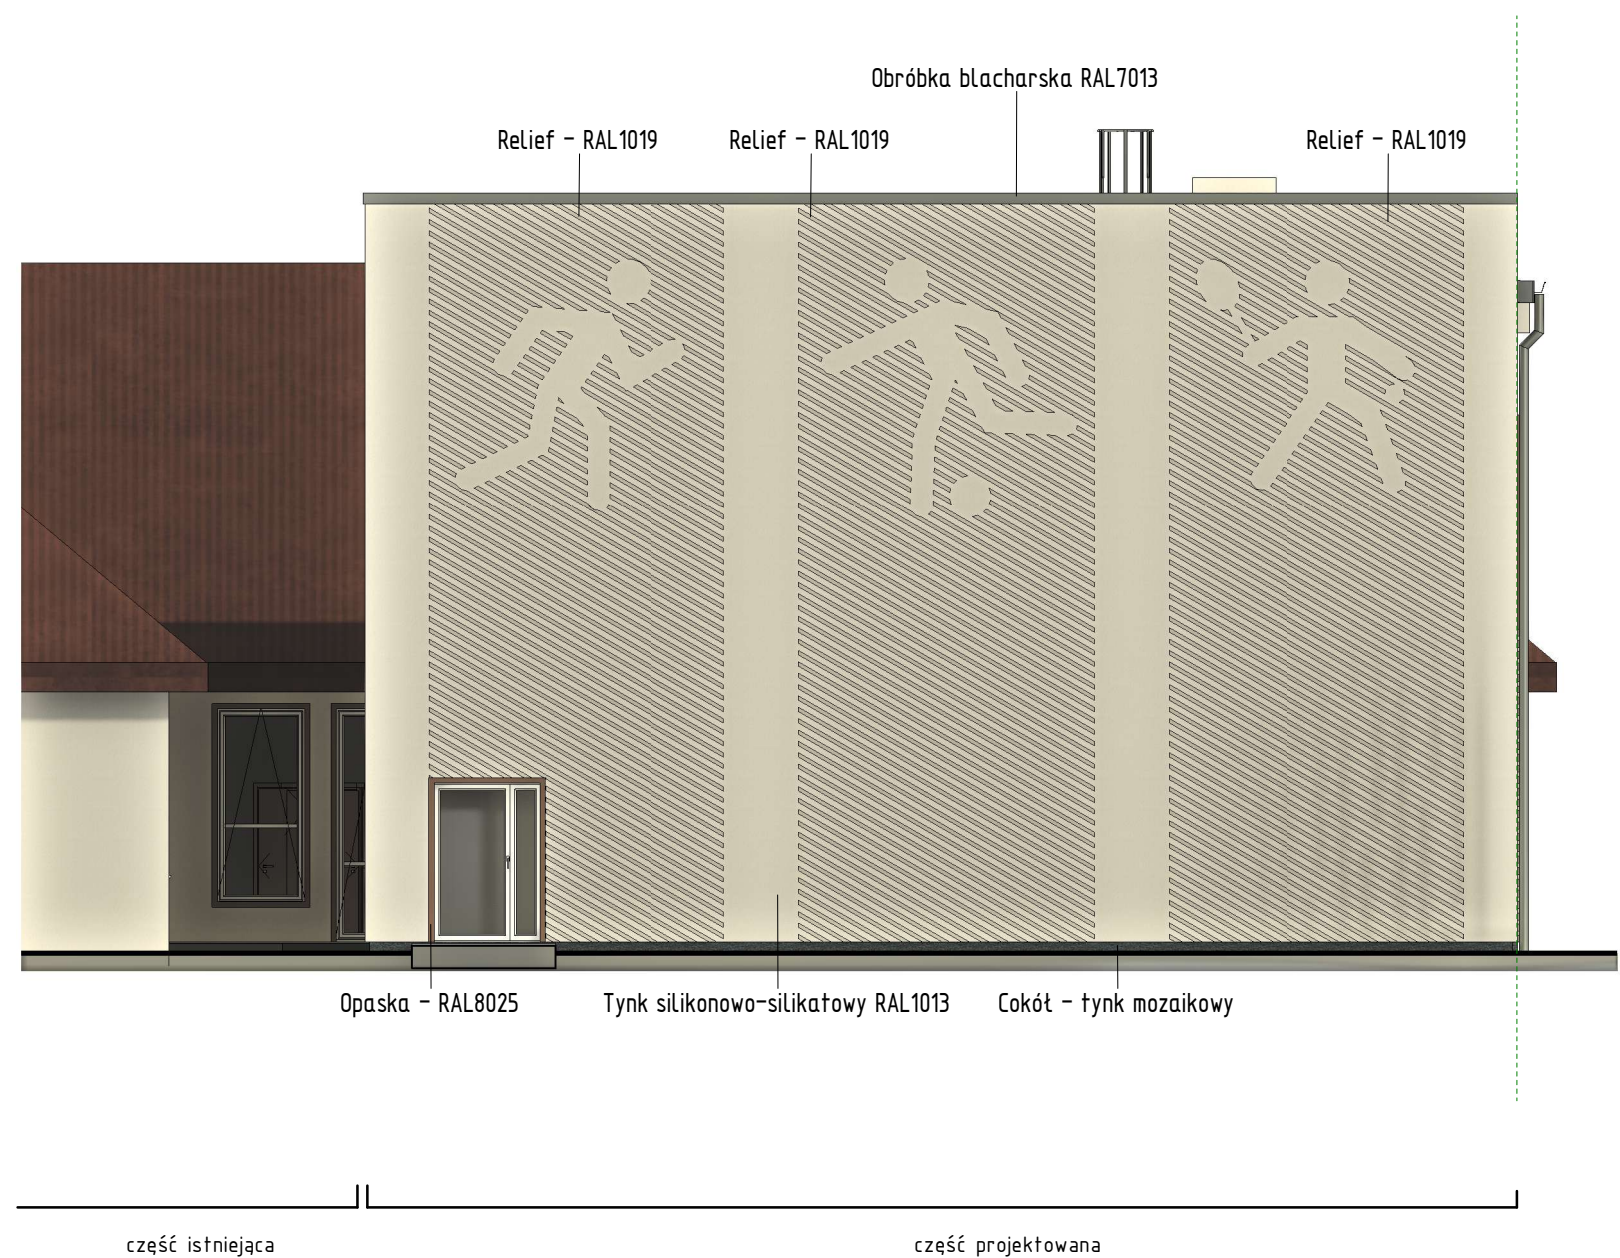 Obróbka blacharska RAL7013
Relief - RAL1019
Relief - RAL1019
Relief - RAL1019
Opaska - RAL8025
Tynk silikonowo-silikatowy RAL1013
Cokół - tynk mozaikowy
część istniejąca
część projektowana